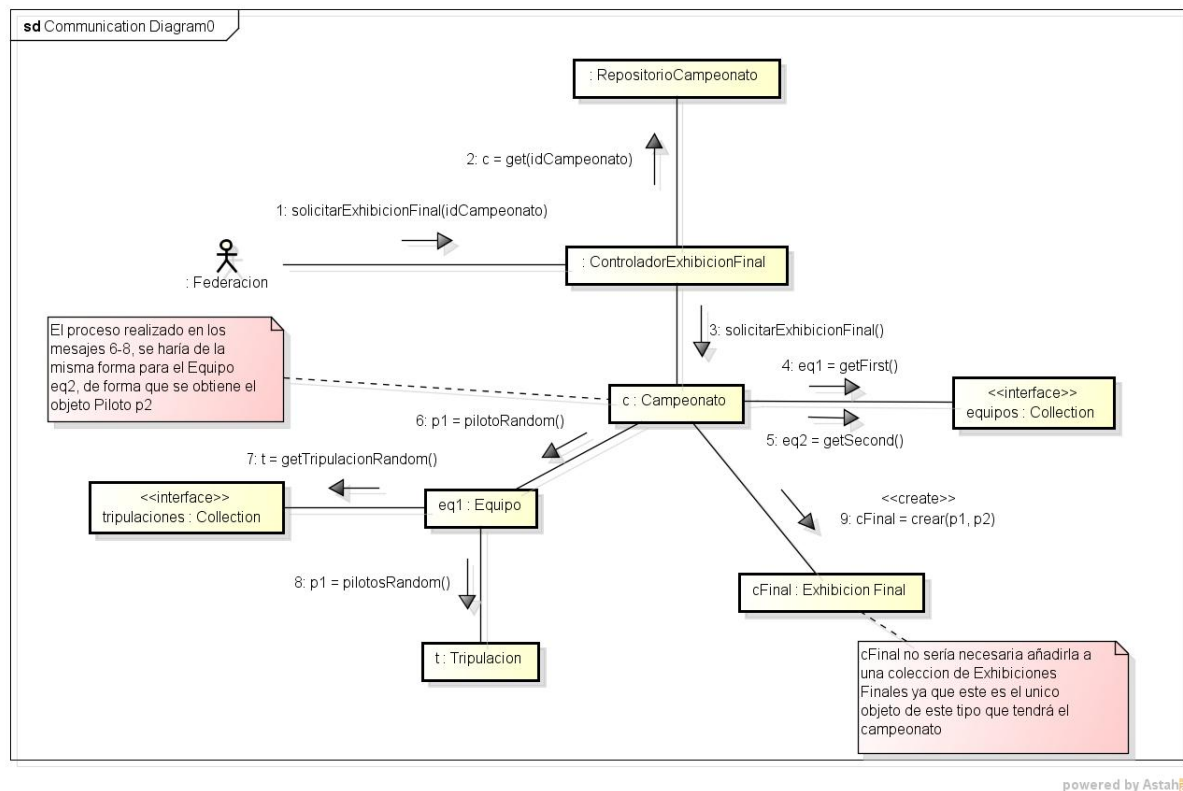 sd Communication Diagram0
: RepositorioCampeonato
2: c = get(idCampeonato)
1: solicitarExhibicionFinal(idCampeonato)
: Federacion
: ControladorExhibicionFinal
El proceso realizado en los
mesajes 6-8, se haría de la
misma forma para el Equipo
eq2, de forma que se obtiene el
objeto Piloto p2
3: solicitarExhibicionFinal()
4: eq1 = getFirst()
c : Campeonato
<<interface>>
equipos : Collection
5: eq2 = getSecond()
6: p1 = pilotoRandom()
7: t = getTripulacionRandom()
<<interface>>
tripulaciones : Collection
eq1 : Equipo
<<create>>
9: cFinal = crear(p1, p2)
8: p1 = pilotosRandom()
cFinal : Exhibicion Final
t : Tripulacion
cFinal no sería necesaria añadirla a
una coleccion de Exhibiciones
Finales ya que este es el unico
objeto de este tipo que tendrá el
campeonato
powered by Astah